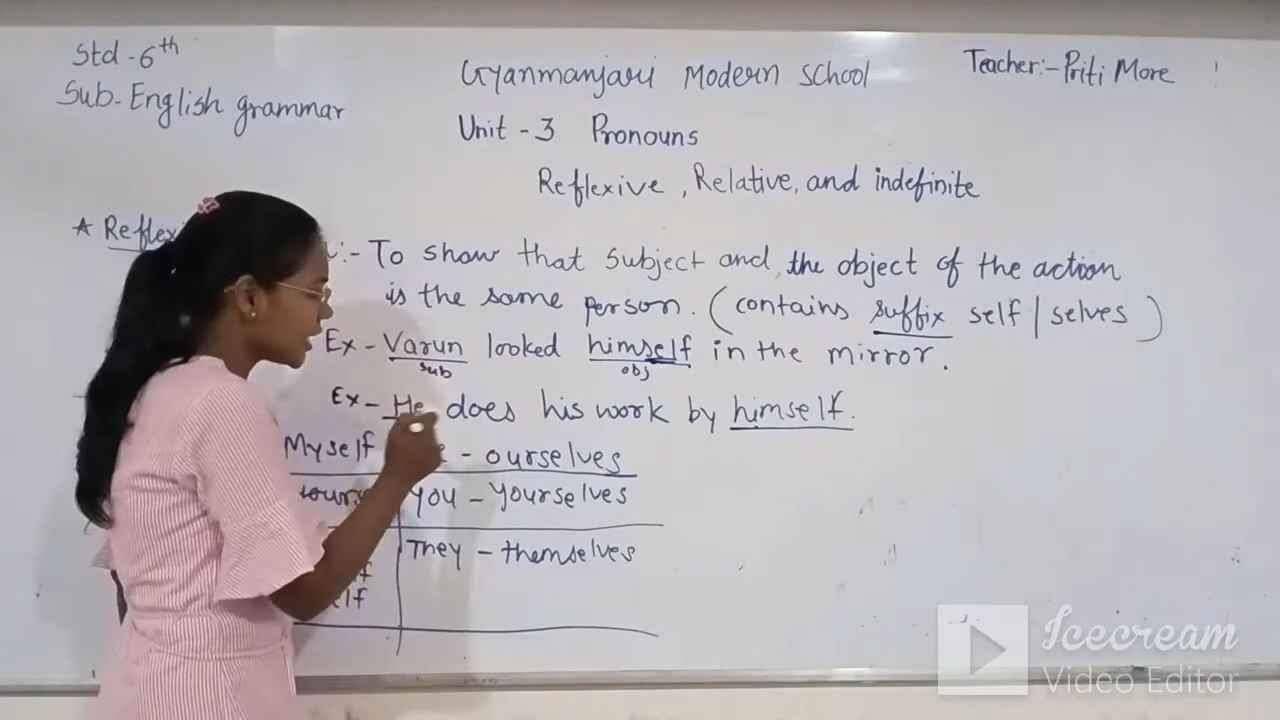 Std - 6th
Sub- English grammar
Gyanmanjari Modern School
Teacher:- Priti More
Unit - 3 Pronouns
Reflexive, Relative, and indefinite
* :- To show that subject and the object of the action
is the same person. (contains suffix self / selves)
Ex - Varun looked himself in the mirror.
sub obj
Ex - He does his work by himself.
Myself - ourselves
You - Yourselves
They - themselves
Icecream
Video Editor